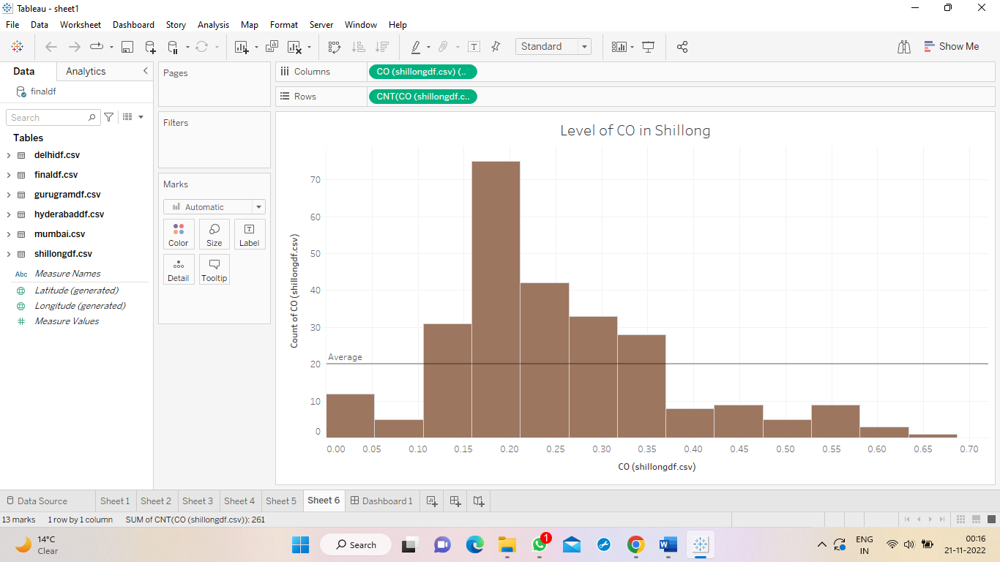 Tableau - sheet1
File Data Worksheet Dashboard Story Analysis Map Format Server Window Help
Standard
Show Me
Data Analytics
finaldf
Search
Tables
delhidf.csv
finaldf.csv
gurugramdf.csv
hyderabaddf.csv
mumbai.csv
shillongdf.csv
Abc Measure Names
Latitude (generated)
Longitude (generated)
Measure Values
Pages
Filters
Marks
Automatic
Color Size Label
Detail Tooltip
Columns CO (shillongdf.csv) (..
Rows CNT(CO (shillongdf.c..
Level of CO in Shillong
Count of CO (shillongdf.csv)
70
60
50
40
30
20
10
0
Average
0.00 0.05 0.10 0.15 0.20 0.25 0.30 0.35 0.40 0.45 0.50 0.55 0.60 0.65 0.70
CO (shillongdf.csv)
Data Source Sheet 1 Sheet 2 Sheet 3 Sheet 4 Sheet 5 Sheet 6 Dashboard 1
13 marks 1 row by 1 column SUM of CNT(CO (shillongdf.csv)): 261
14°C
Clear
Search
1
ENG
IN
00:16
21-11-2022